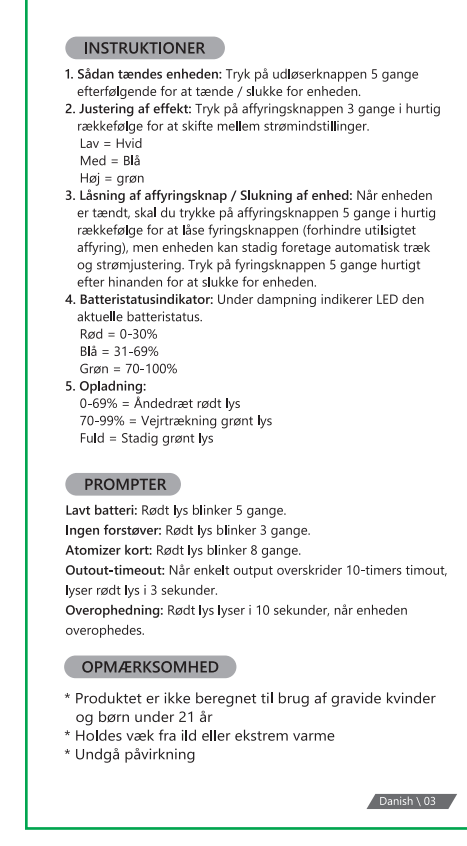 INSTRUKTIONER
1. Sådan tændes enheden: Tryk på udløserknappen 5 gange
efterfølgende for at tænde / slukke for enheden.
2. Justering af effekt: Tryk på affyringsknappen 3 gange i hurtig
rækkefølge for at skifte mellem strømindstillinger.
Lav = Hvid
Med = Blå
Høj = grøn
3. Låsning af affyringsknap / Slukning af enhed: Når enheden
er tændt, skal du trykke på affyringsknappen 5 gange i hurtig
rækkefølge for at låse fyringsknappen (forhindre utilsigtet
affyring), men enheden kan stadig foretage automatisk træk
og strømjustering. Tryk på fyringsknappen 5 gange hurtigt
efter hinanden for at slukke for enheden.
4. Batteristatusindikator: Under dampning indikerer LED den
aktuelle batteristatus.
Rød = 0-30%
Blå = 31-69%
Grøn = 70-100%
5. Opladning:
0-69% = Åndedræt rødt lys
70-99% = Vejrtrækning grønt lys
Fuld = Stadig grønt lys
PROMPTER
Lavt batteri: Rødt lys blinker 5 gange.
Ingen forstøver: Rødt lys blinker 3 gange.
Atomizer kort: Rødt lys blinker 8 gange.
Outout-timeout: Når enkelt output overskrider 10-timers timout,
lyser rødt lys i 3 sekunder.
Overophedning: Rødt lys lyser i 10 sekunder, når enheden
overophedes.
OPMÆRKSOMHED
* Produktet er ikke beregnet til brug af gravide kvinder
og børn under 21 år
* Holdes væk fra ild eller ekstrem varme
* Undgå påvirkning
Danish \ 03